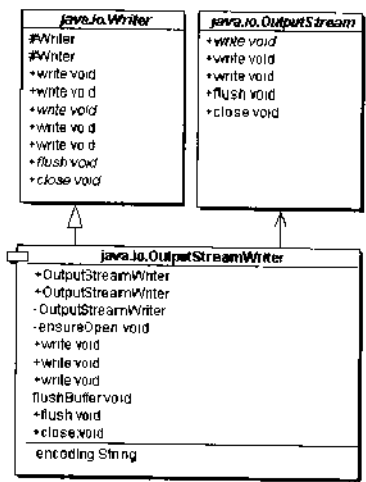 java.io.Writer
#Writer
#Writer
+write void
+write void
+write void
+write void
+write void
+flush void
+close void
java.io.OutputStream
+write void
+write void
+write void
+flush void
+close void
java.io.OutputStreamWriter
+OutputStreamWriter
+OutputStreamWriter
-OutputStreamWriter
-ensureOpen void
+write void
+write void
+write void
flushBuffer void
+flush void
+close:void
encoding String